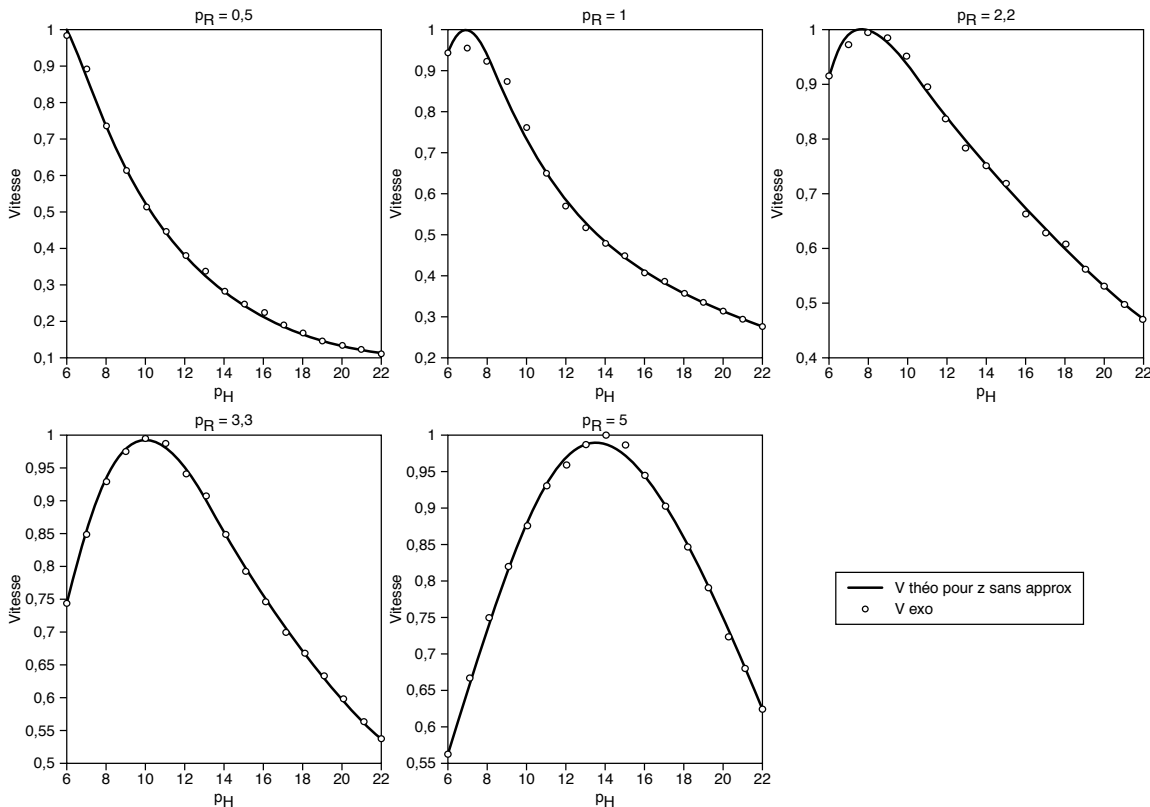 p_R = 0,5
1
0,9
0,8
0,7
0,6
0,5
0,4
0,3
0,2
0,1
Vitesse
6 8 10 12 14 16 18 20 22
p_H
p_R = 1
1
0,9
0,8
0,7
0,6
0,5
0,4
0,3
0,2
Vitesse
6 8 10 12 14 16 18 20 22
p_H
p_R = 2,2
1
0,9
0,8
0,7
0,6
0,5
0,4
Vitesse
6 8 10 12 14 16 18 20 22
p_H
p_R = 3,3
1
0,95
0,9
0,85
0,8
0,75
0,7
0,65
0,6
0,55
0,5
Vitesse
6 8 10 12 14 16 18 20 22
p_H
p_R = 5
1
0,95
0,9
0,85
0,8
0,75
0,7
0,65
0,6
0,55
Vitesse
6 8 10 12 14 16 18 20 22
p_H
V théo pour z sans approx
V exo